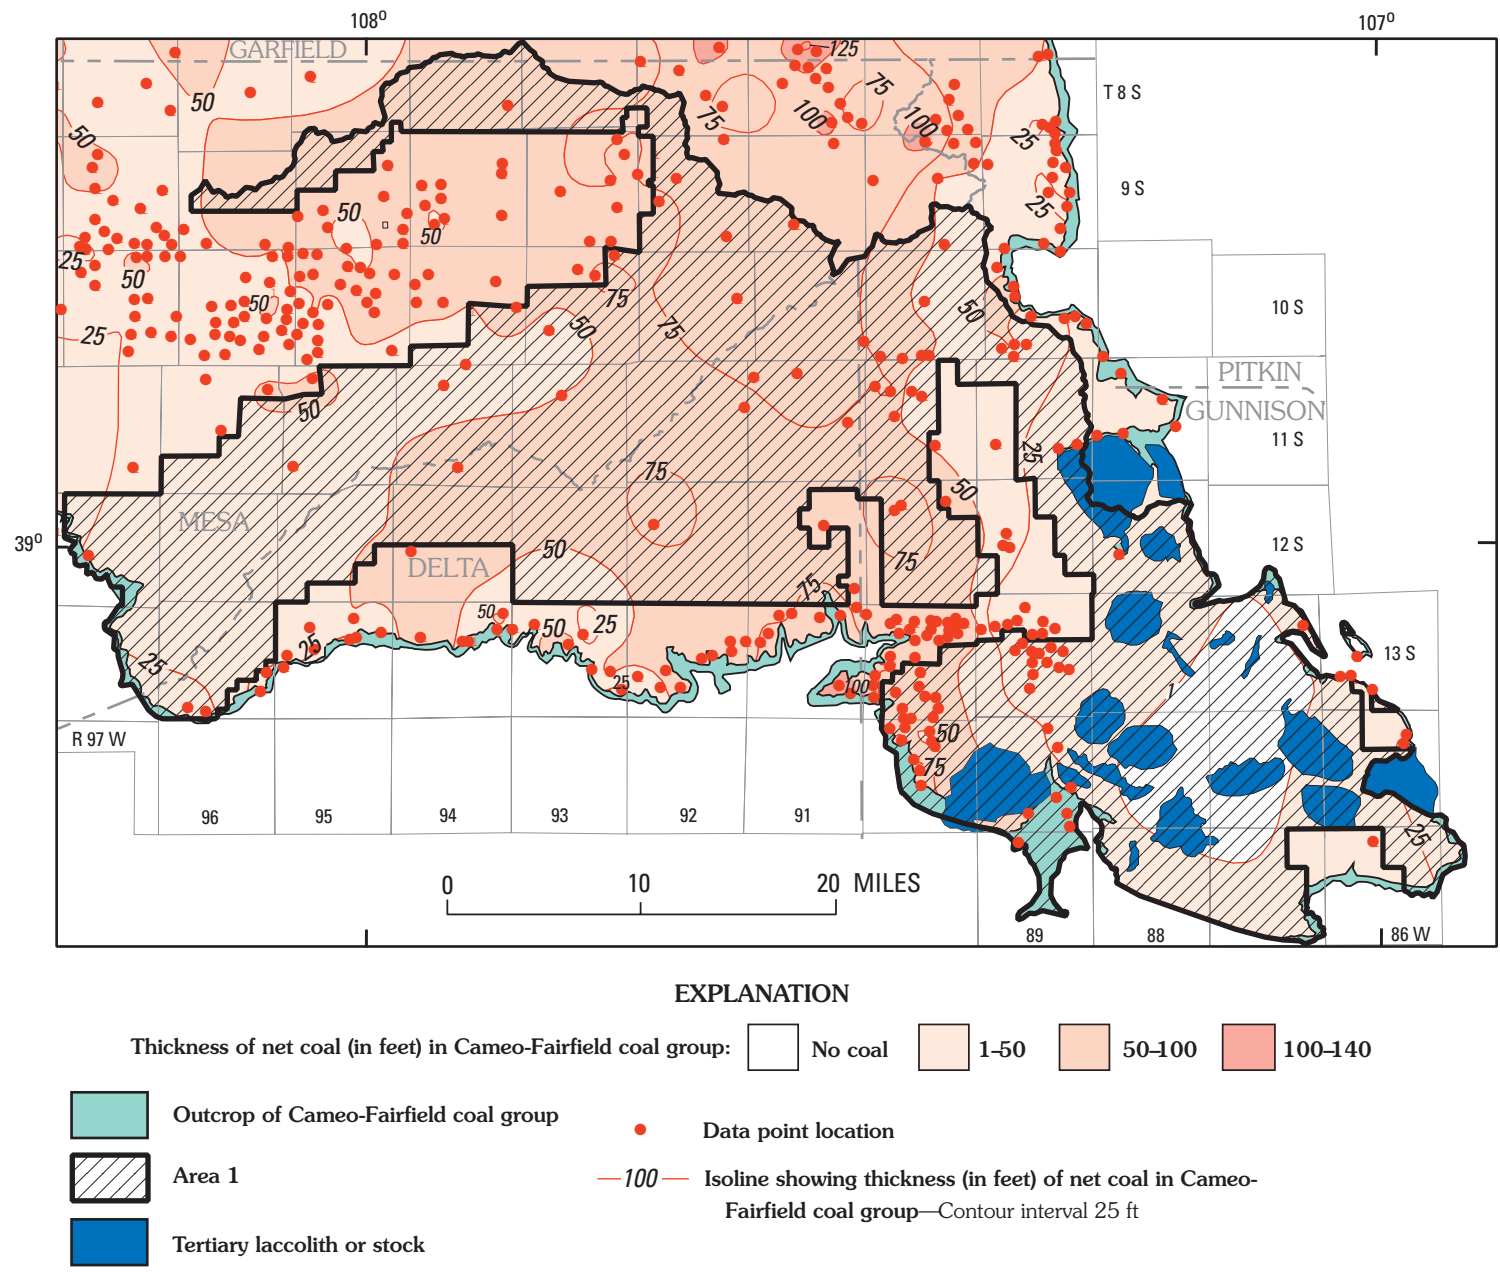 108⁰
107⁰
GARFIELD
125
50
75
75
100
100
T 8 S
50
25
9 S
25
50
50
25
50
50
75
50
75
50
10 S
25
PITKIN
GUNNISON
50
11 S
25
75
50
MESA
39⁰
DELTA
50
75
12 S
75
50
50
25
25
25
13 S
25
100
1
R 97 W
50
75
96
95
94
93
92
91
25
0
10
20 MILES
89
88
86 W
EXPLANATION
Thickness of net coal (in feet) in Cameo-Fairfield coal group:
No coal
1–50
50–100
100–140
Outcrop of Cameo-Fairfield coal group
Data point location
Area 1
100
Isoline showing thickness (in feet) of net coal in Cameo-
Fairfield coal group—Contour interval 25 ft
Tertiary laccolith or stock